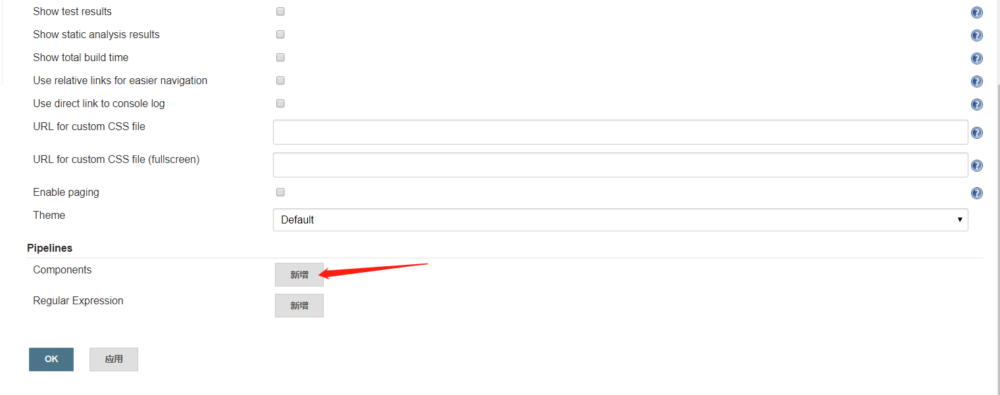 Show test results
Show static analysis results
Show total build time
Use relative links for easier navigation
Use direct link to console log
URL for custom CSS file
URL for custom CSS file (fullscreen)
Enable paging
Theme
Default
Pipelines
Components
新增
Regular Expression
新增
OK
应用